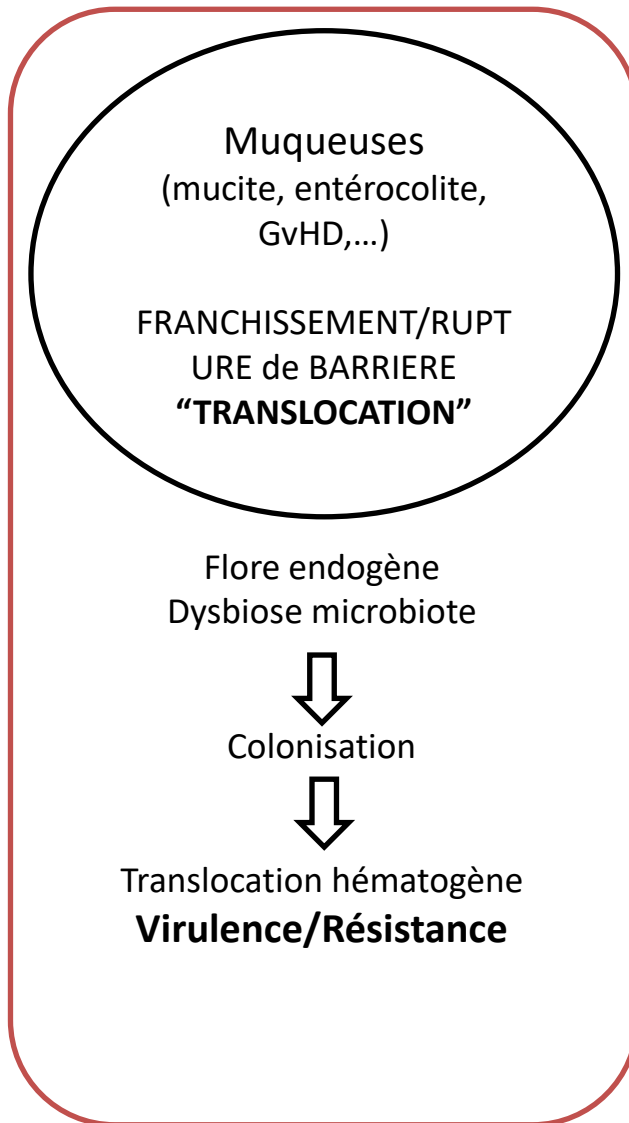 Muqueuses
(mucite, entérocolite,
GvHD,…)
FRANCHISSEMENT/RUPT
URE de BARRIERE
“TRANSLOCATION”
Flore endogène
Dysbiose microbiote
Colonisation
Translocation hématogène
Virulence/Résistance